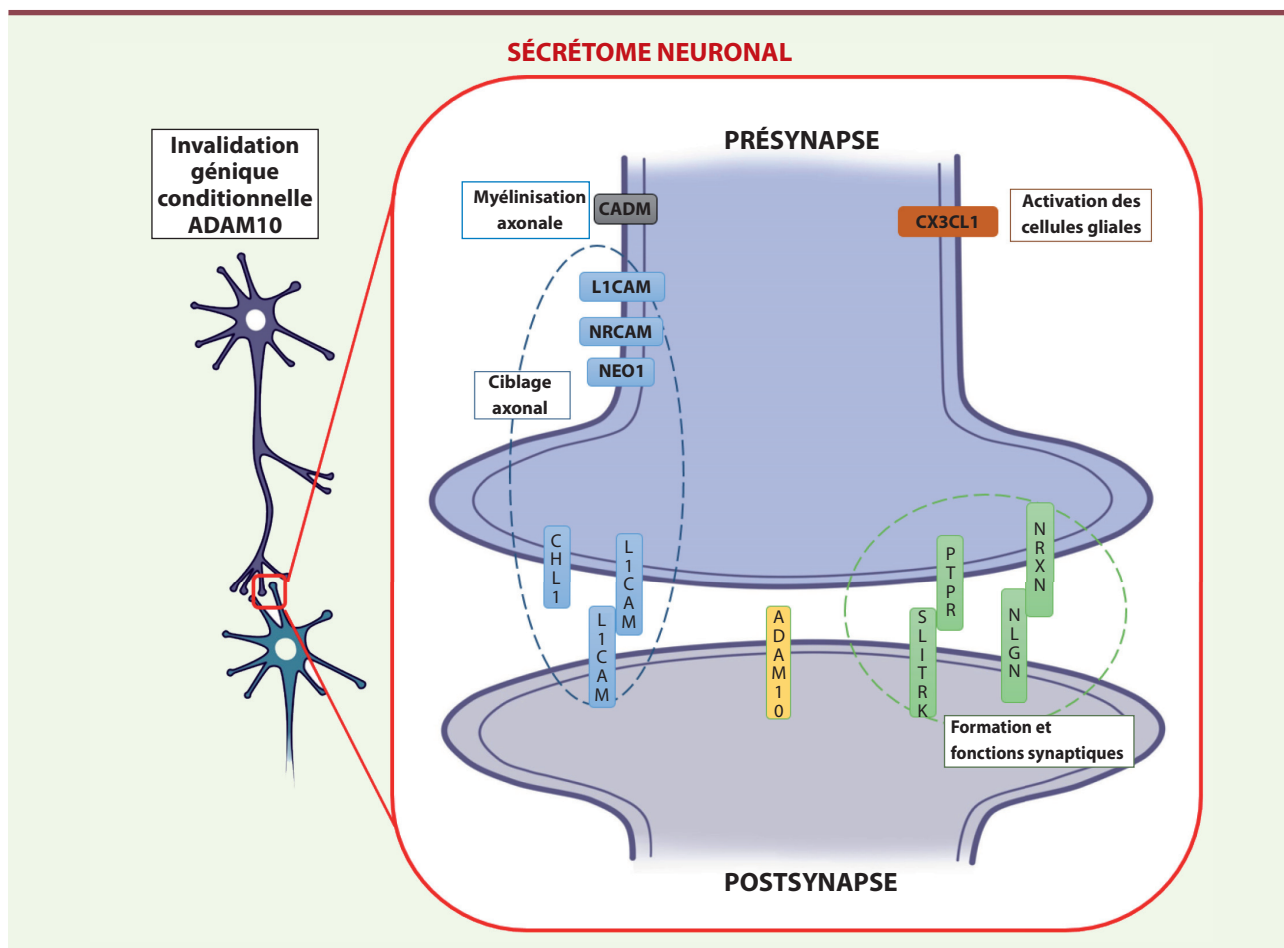 SÉCRÉTOME NEURONAL
Invalidation
génique
conditionnelle
ADAM10
PRÉSYNAPSE
Myélinisation
axonale
CADM
CX3CL1
Activation des
cellules gliales
L1CAM
NRCAM
NEO1
Ciblage
axonal
CHL1
L1CAM
L1CAM
ADAM10
PTPR
SLITRK
NRXN
NLGN
Formation et
fonctions synaptiques
POSTSYNAPSE